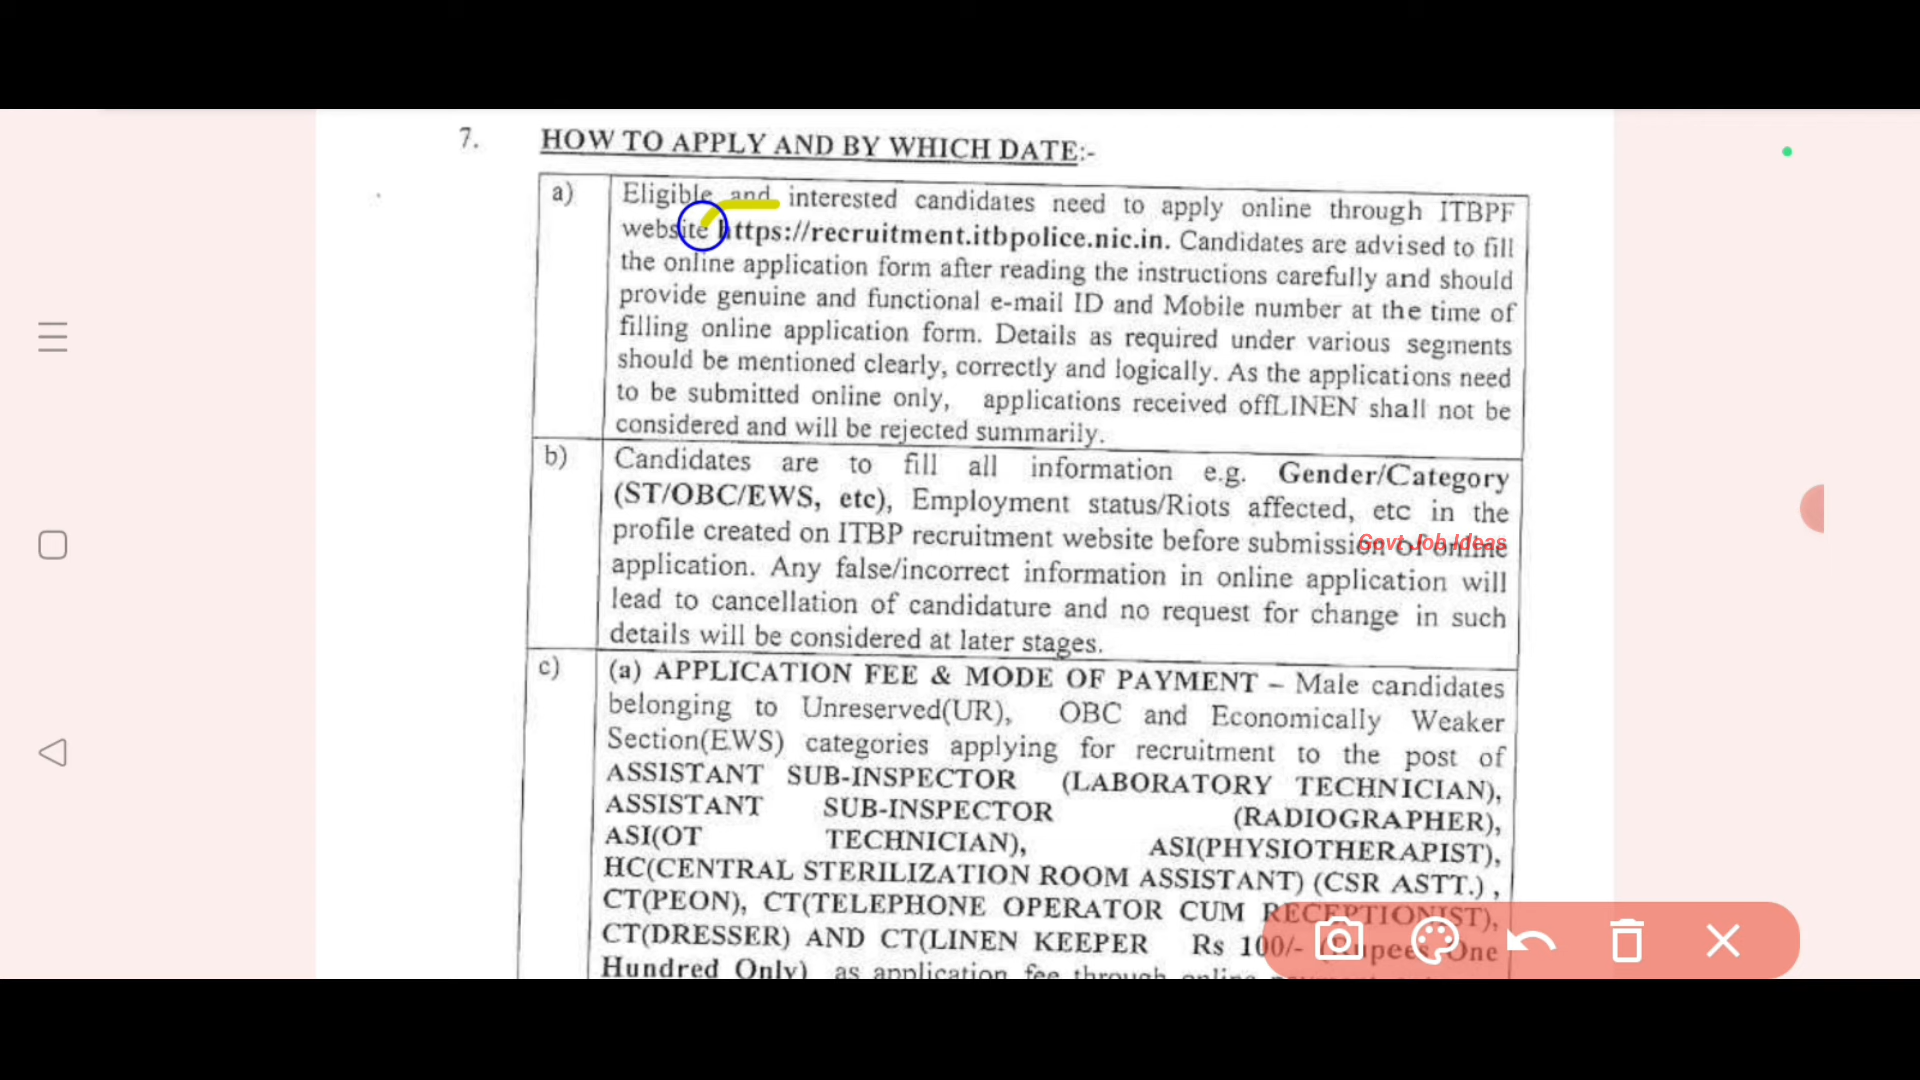 7. HOW TO APPLY AND BY WHICH DATE:-
a) Eligible and interested candidates need to apply online through ITBPF
website https://recruitment.itbpolice.nic.in. Candidates are advised to fill
the online application form after reading the instructions carefully and should
provide genuine and functional e-mail ID and Mobile number at the time of
filling online application form. Details as required under various segments
should be mentioned clearly, correctly and logically. As the applications need
to be submitted online only, applications received offLINEN shall not be
considered and will be rejected summarily.
b) Candidates are to fill all information e.g. Gender/Category
(ST/OBC/EWS, etc), Employment status/Riots affected, etc in the
profile created on ITBP recruitment website before submission of online
Govt Job Ideas
application. Any false/incorrect information in online application will
lead to cancellation of candidature and no request for change in such
details will be considered at later stages.
c) (a) APPLICATION FEE & MODE OF PAYMENT – Male candidates
belonging to Unreserved(UR), OBC and Economically Weaker
Section(EWS) categories applying for recruitment to the post of
ASSISTANT SUB-INSPECTOR (LABORATORY TECHNICIAN),
ASSISTANT SUB-INSPECTOR (RADIOGRAPHER),
ASI(OT TECHNICIAN), ASI(PHYSIOTHERAPIST),
HC(CENTRAL STERILIZATION ROOM ASSISTANT) (CSR ASTT.) ,
CT(PEON), CT(TELEPHONE OPERATOR CUM RECEPTIONIST),
CT(DRESSER) AND CT(LINEN KEEPER Rs 100/- (Rupees One
Hundred Only) as application fee through online